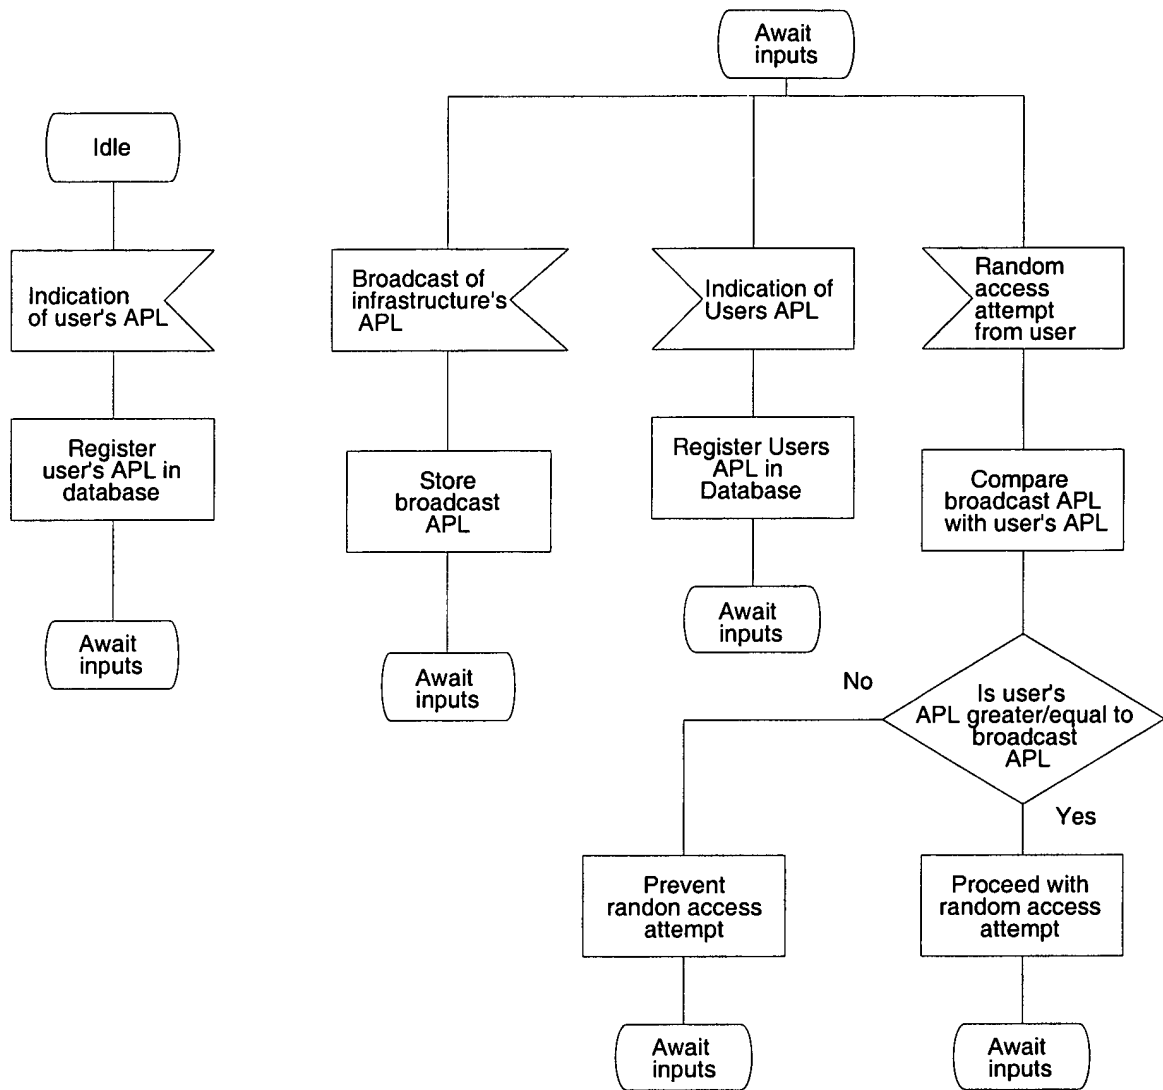 Await
inputs
Idle
Indication
of user's APL
Register
user's APL in
database
Await
inputs
Broadcast of
infrastructure's
APL
Store
broadcast
APL
Await
inputs
Indication of
Users APL
Register Users
APL in
Database
Await
inputs
Random
access
attempt
from user
Compare
broadcast APL
with user's APL
Is user's
APL greater/equal to
broadcast
APL
No
Yes
Prevent
randon access
attempt
Await
inputs
Proceed with
random access
attempt
Await
inputs